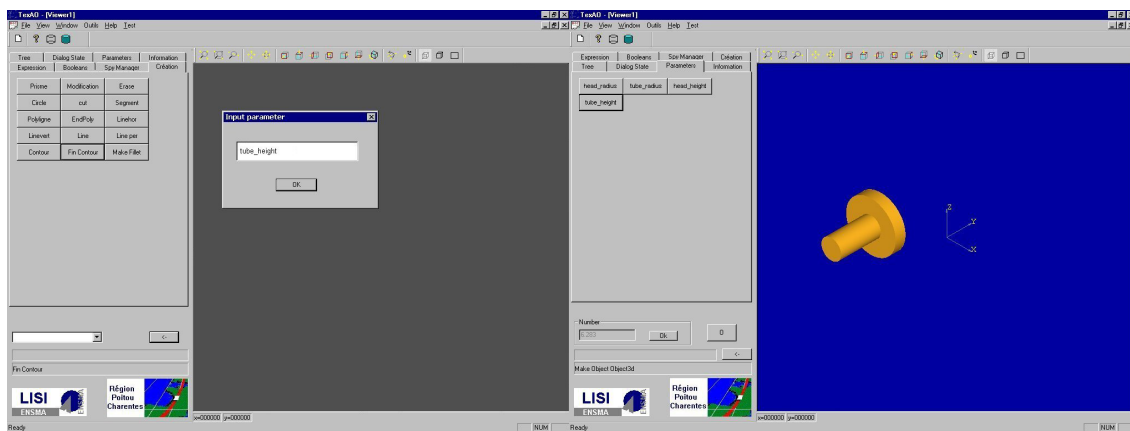 TexAO - [Viewer1]
File View Window Outils Help Test
Tree Dialog State Parameters Information
Expression Booleans Spy Manager Création
Prisme Modification Erase
Circle cut Segment
Polyligne EndPoly Linehor
Linevert Line Line per
Contour Fin Contour Make Fillet
Input parameter
tube_height
OK
<-
Fin Contour
LISI
ENSMA
ENSMA
Région
Poitou
Charentes
x=000000 y=000000
Ready NUM
TexAO - [Viewer1]
File View Window Outils Help Test
Expression Booleans Spy Manager Création
Tree Dialog State Parameters Information
head_radius tube_radius head_height
tube_height
Z
Y
X
Number
6.283 Ok 0
<-
Make Object Object3d
LISI
ENSMA
ENSMA
Région
Poitou
Charentes
x=000000 y=000000
Ready NUM